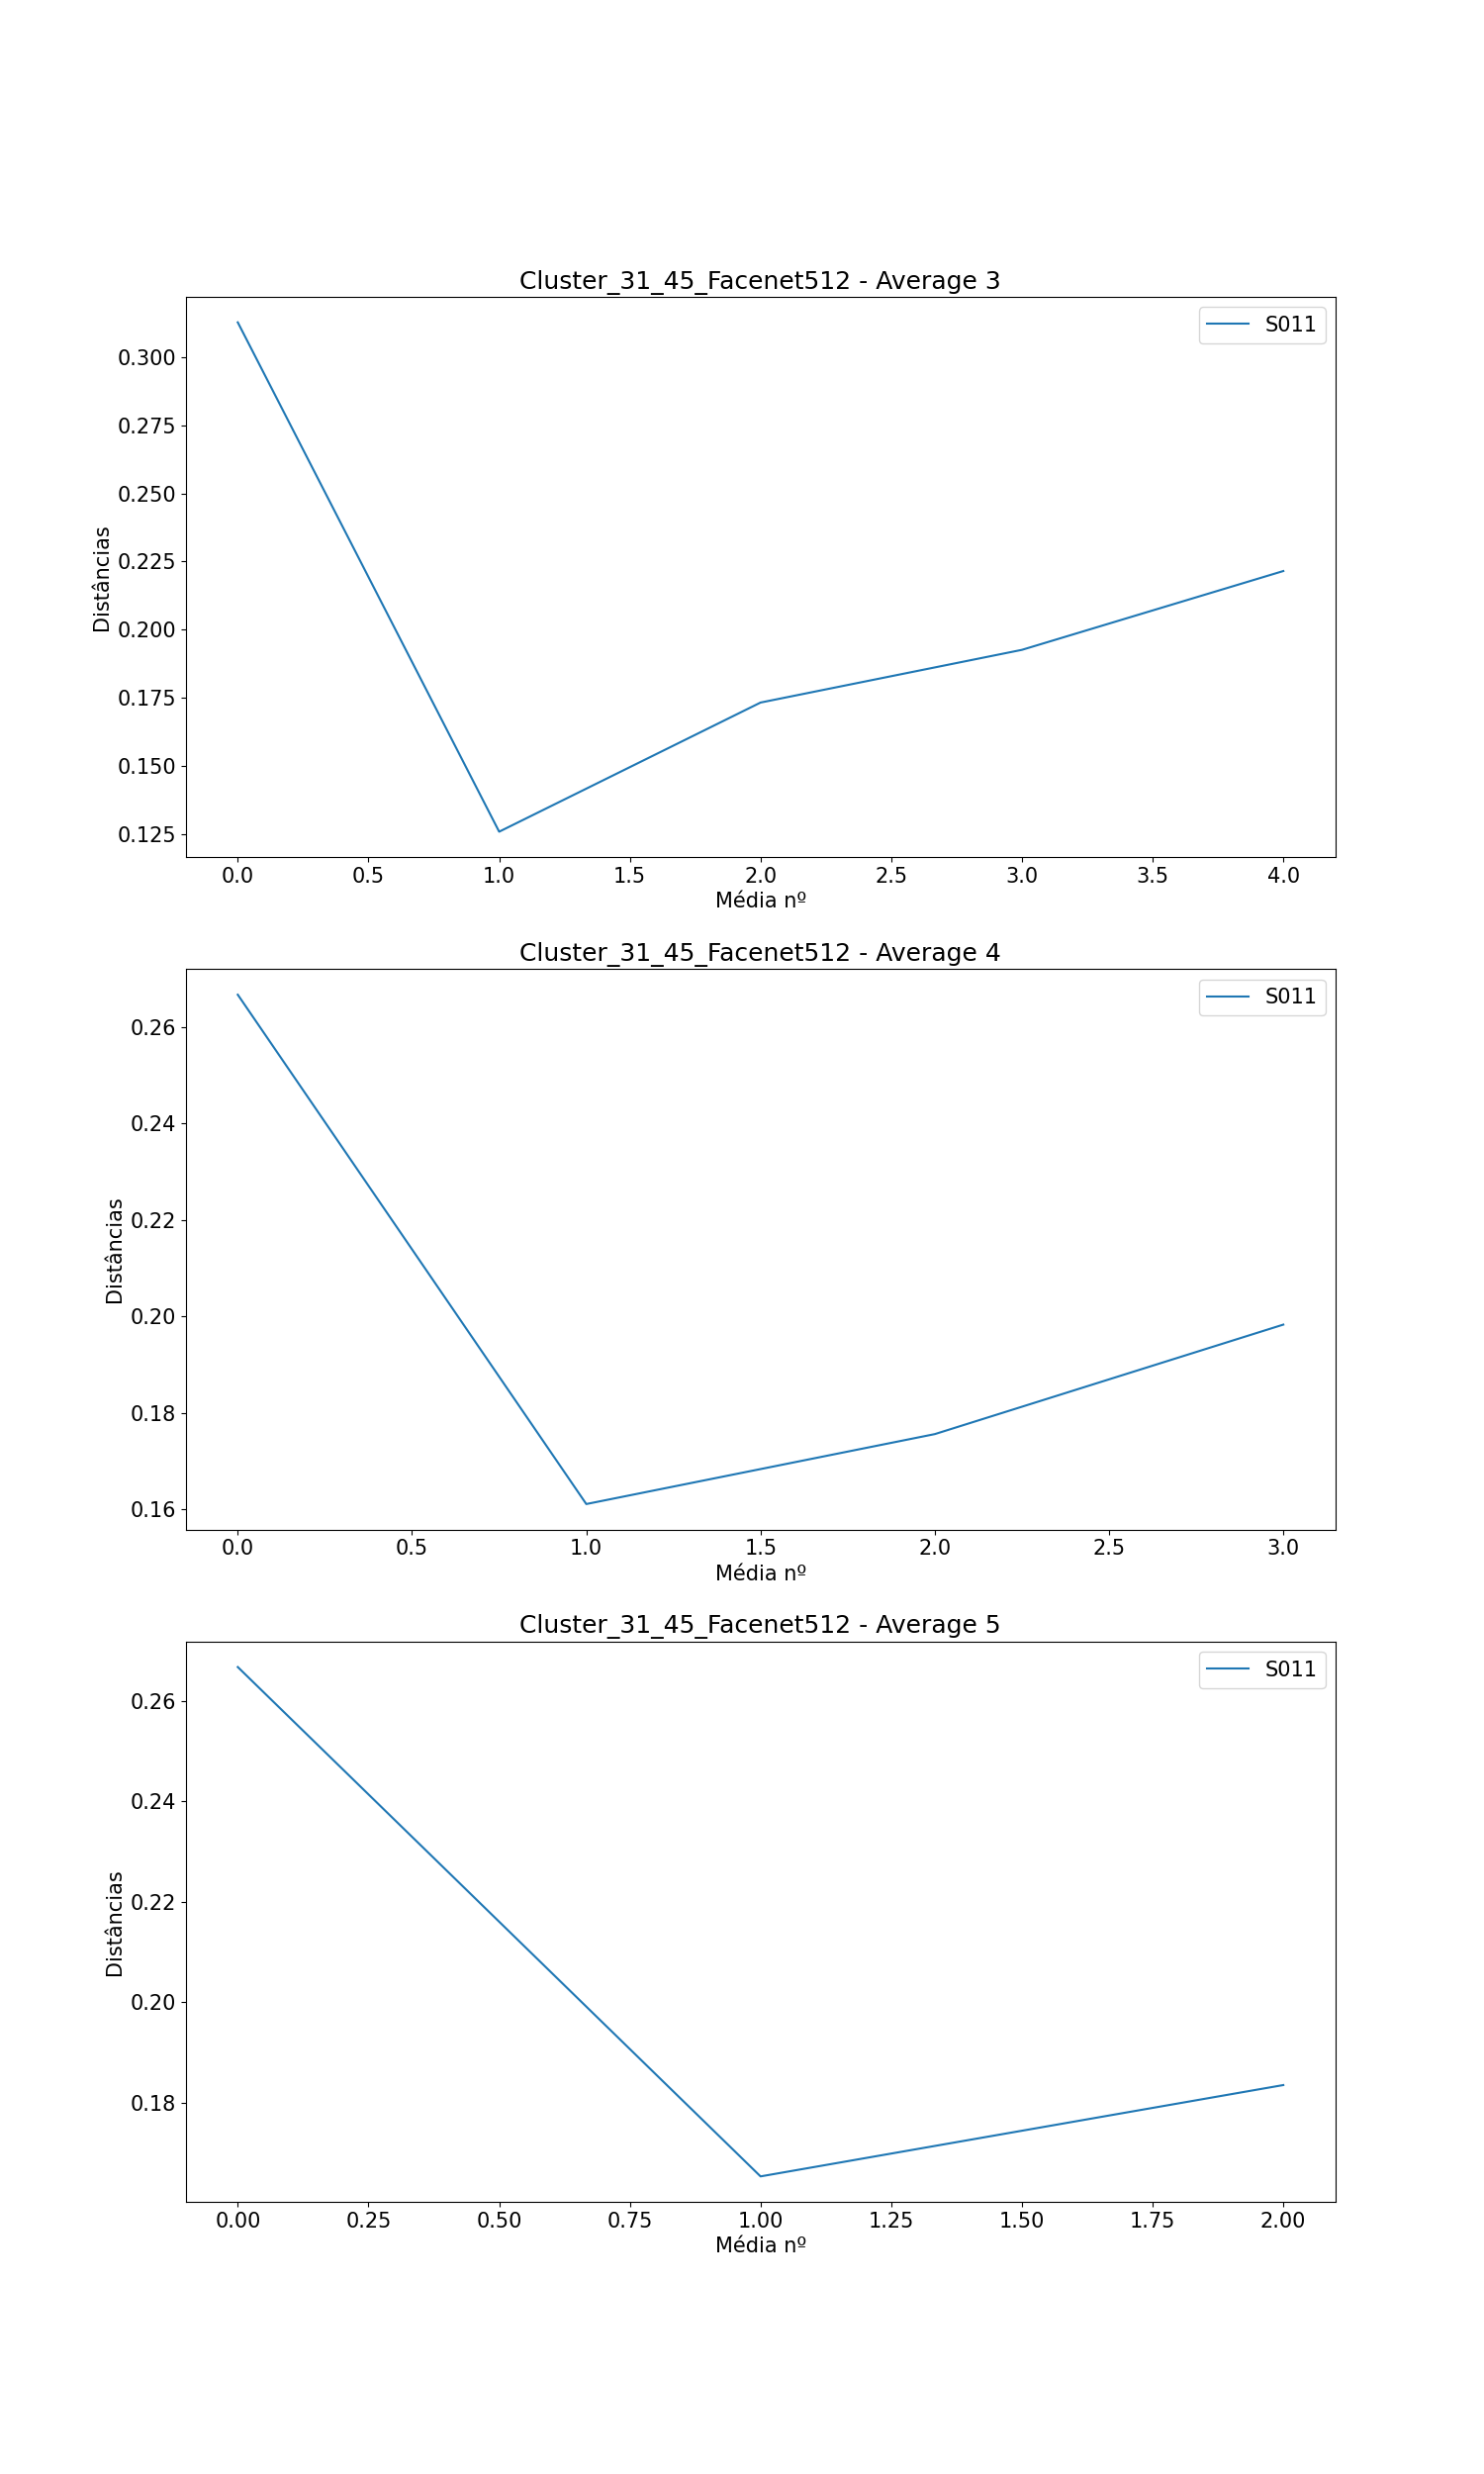 Cluster_31_45_Facenet512 - Average 3
S011
0.300
0.275
0.250
0.225
0.200
0.175
0.150
0.125
Distâncias
0.0 0.5 1.0 1.5 2.0 2.5 3.0 3.5 4.0
Média nº
Cluster_31_45_Facenet512 - Average 4
S011
0.26
0.24
0.22
0.20
0.18
0.16
Distâncias
0.0 0.5 1.0 1.5 2.0 2.5 3.0
Média nº
Cluster_31_45_Facenet512 - Average 5
S011
0.26
0.24
0.22
0.20
0.18
Distâncias
0.00 0.25 0.50 0.75 1.00 1.25 1.50 1.75 2.00
Média nº